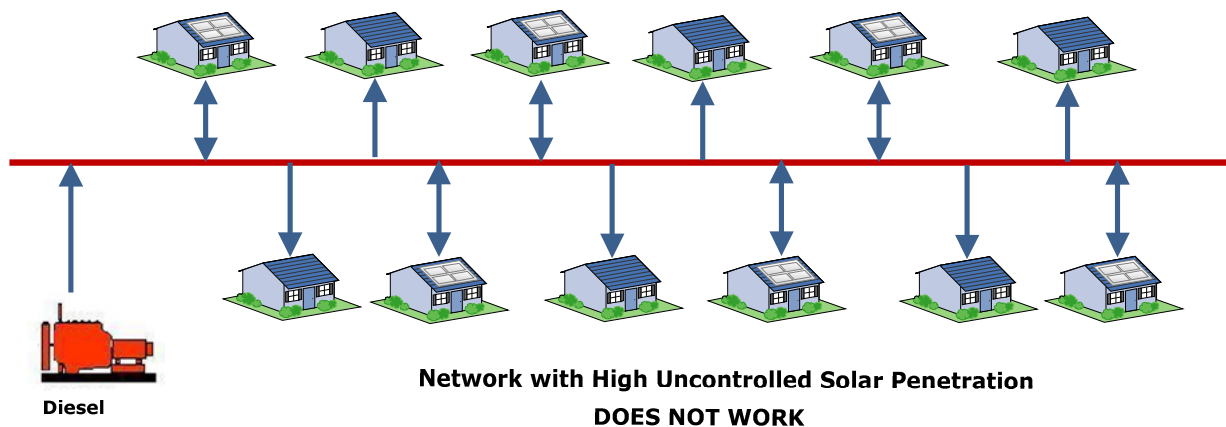 Network with High Uncontrolled Solar Penetration
Diesel
DOES NOT WORK